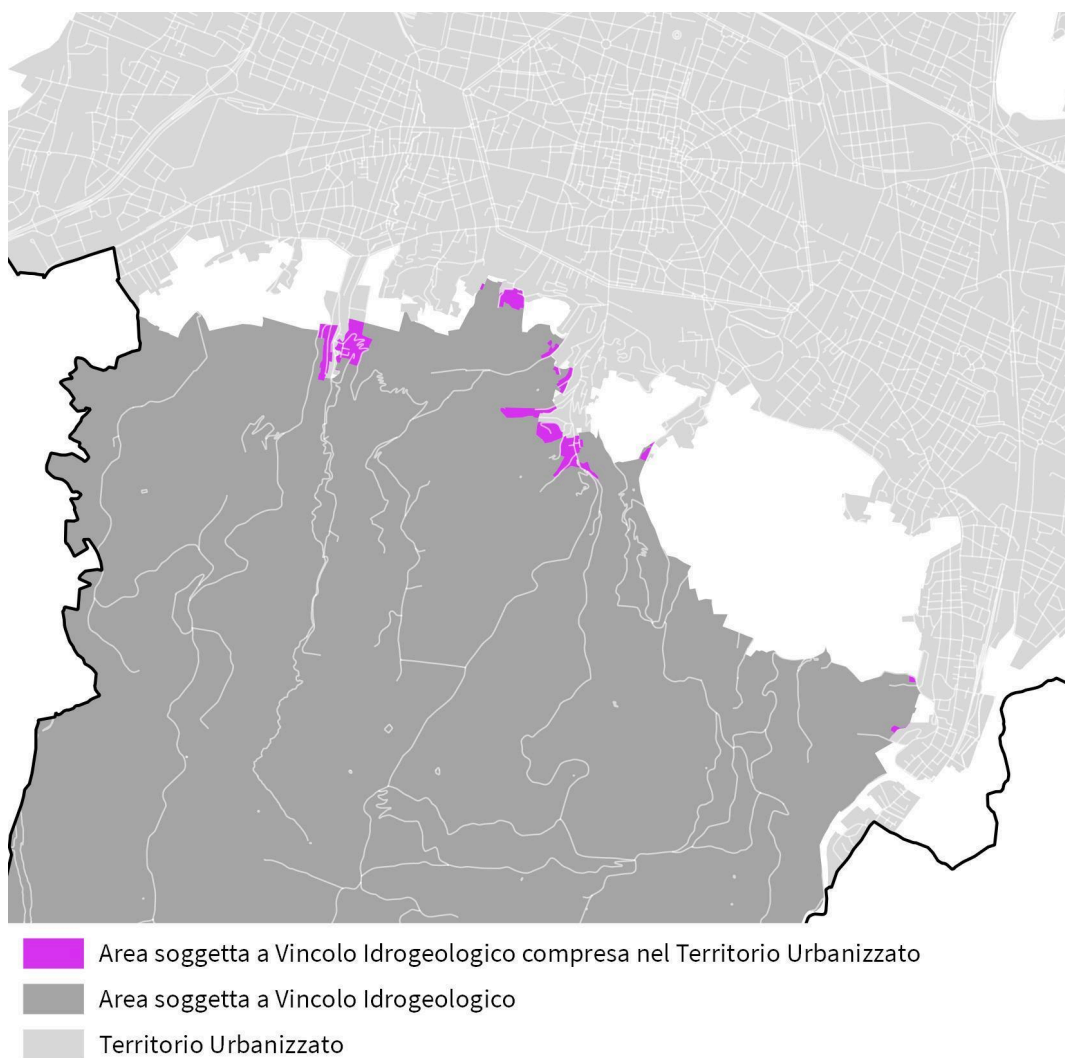 Area soggetta a Vincolo Idrogeologico compresa nel Territorio Urbanizzato
Area soggetta a Vincolo Idrogeologico
Territorio Urbanizzato